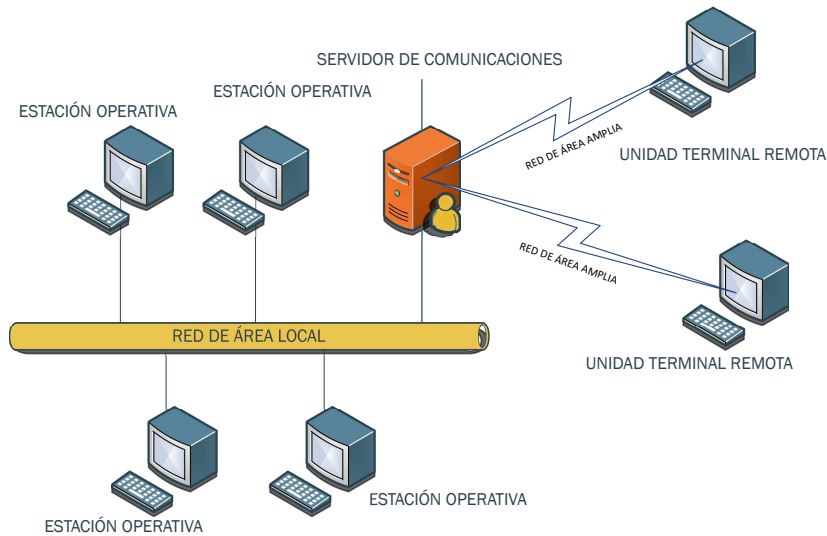 SERVIDOR DE COMUNICACIONES
ESTACIÓN OPERATIVA
ESTACIÓN OPERATIVA
RED DE ÁREA AMPLIA
UNIDAD TERMINAL REMOTA
RED DE ÁREA AMPLIA
RED DE ÁREA LOCAL
UNIDAD TERMINAL REMOTA
ESTACIÓN OPERATIVA
ESTACIÓN OPERATIVA